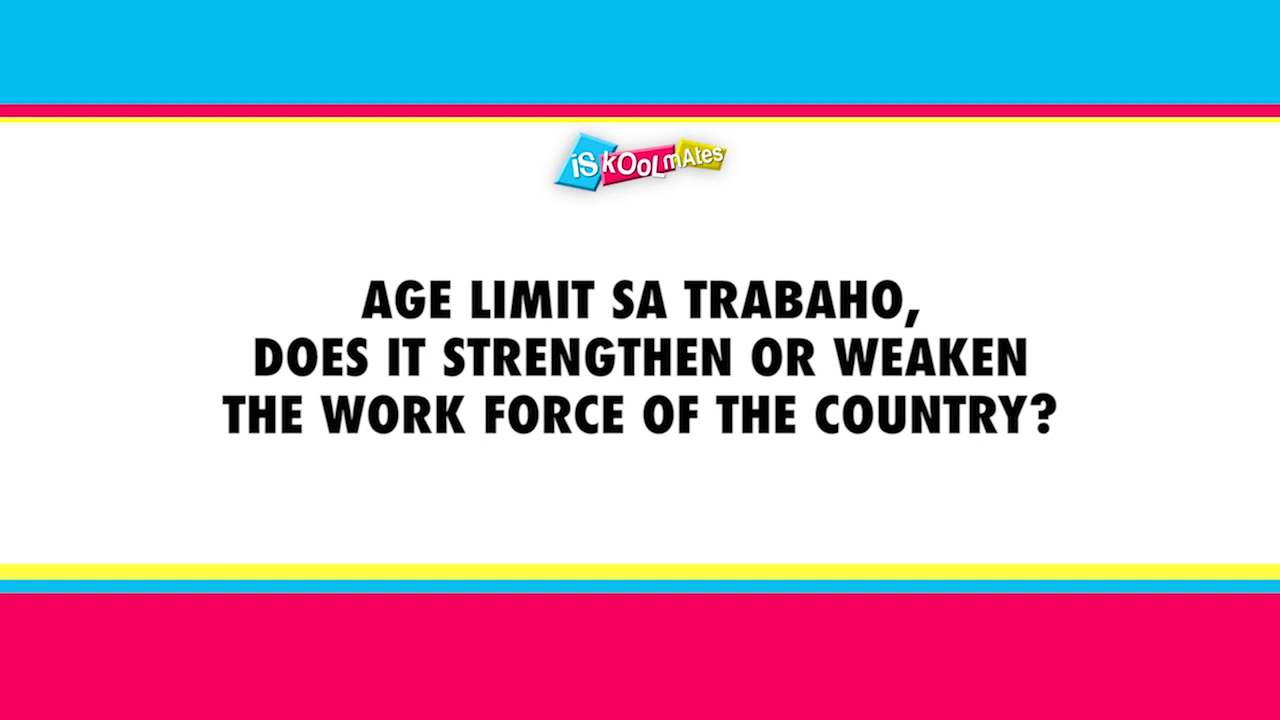 iskOoLmAtes
AGE LIMIT SA TRABAHO,
DOES IT STRENGTHEN OR WEAKEN
THE WORK FORCE OF THE COUNTRY?